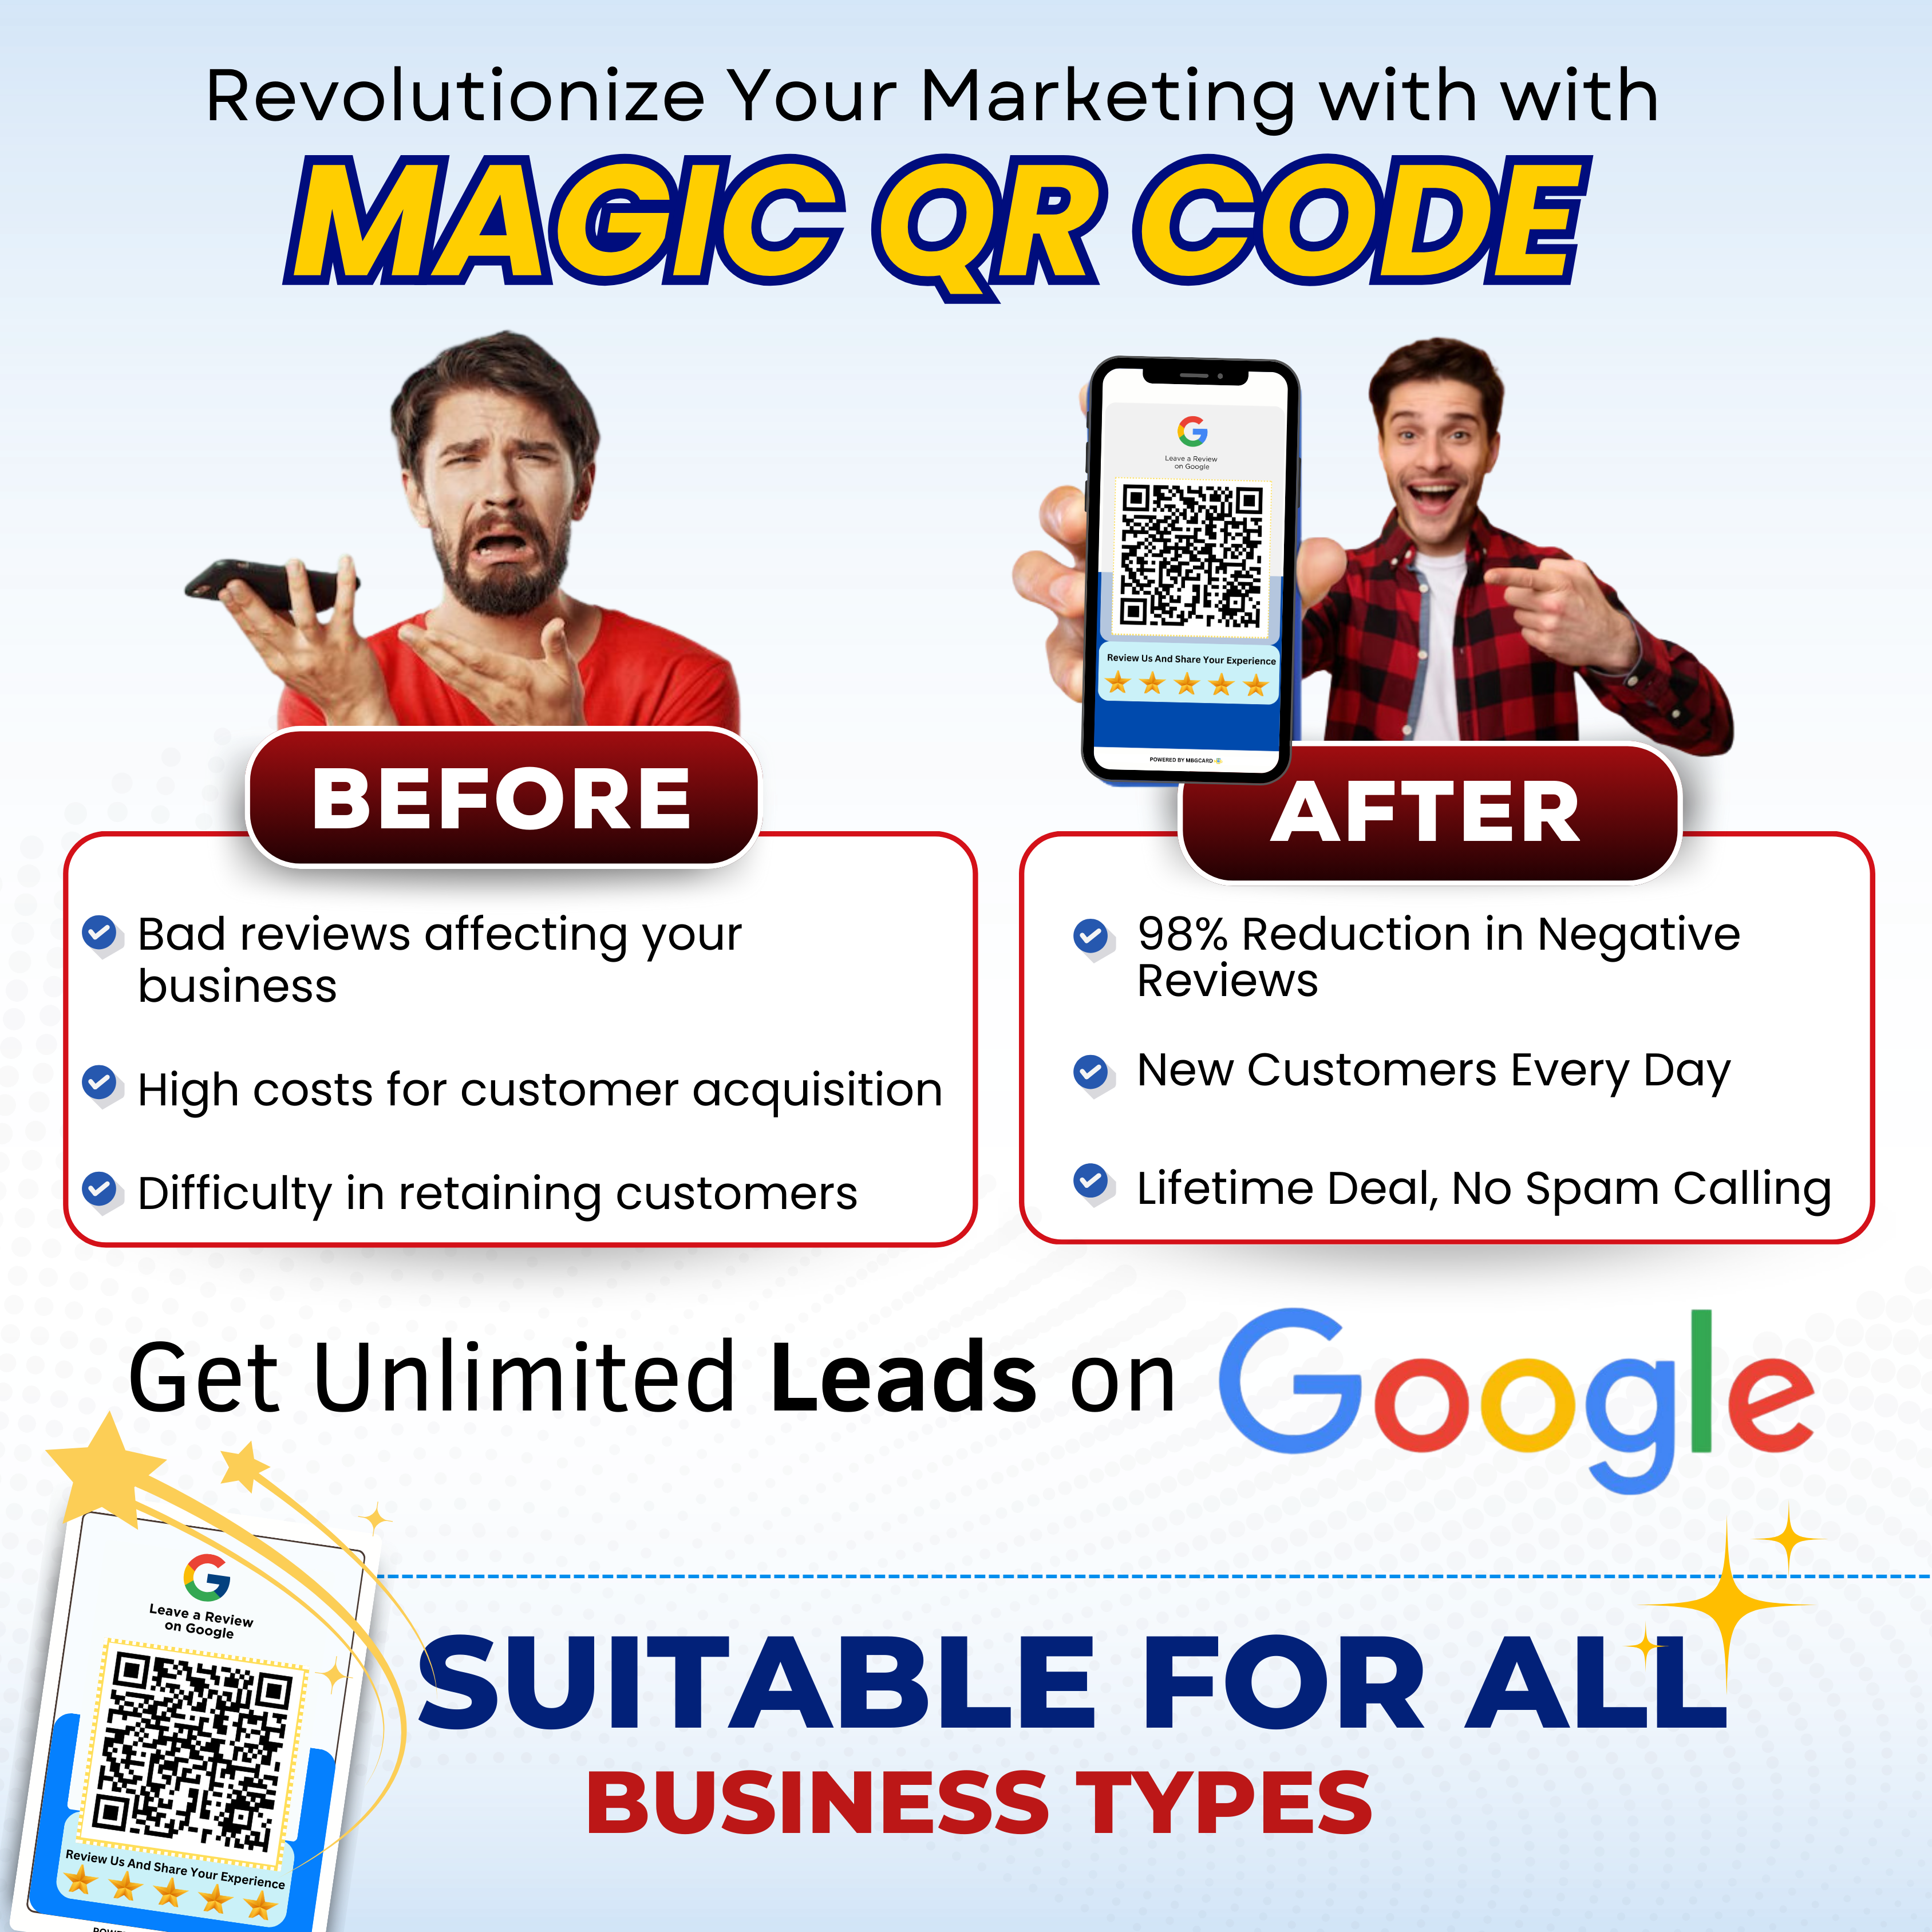 Revolutionize Your Marketing with with
MAGIC QR CODE
Leave a Review
on Google
Review Us And Share Your Experience
POWERED BY MBGCARD
BEFORE
Bad reviews affecting your
business
High costs for customer acquisition
Difficulty in retaining customers
AFTER
98% Reduction in Negative
Reviews
New Customers Every Day
Lifetime Deal, No Spam Calling
Get Unlimited Leads on Google
G
Leave a Review
on Google
Review Us And Share Your Experience
SUITABLE FOR ALL
BUSINESS TYPES